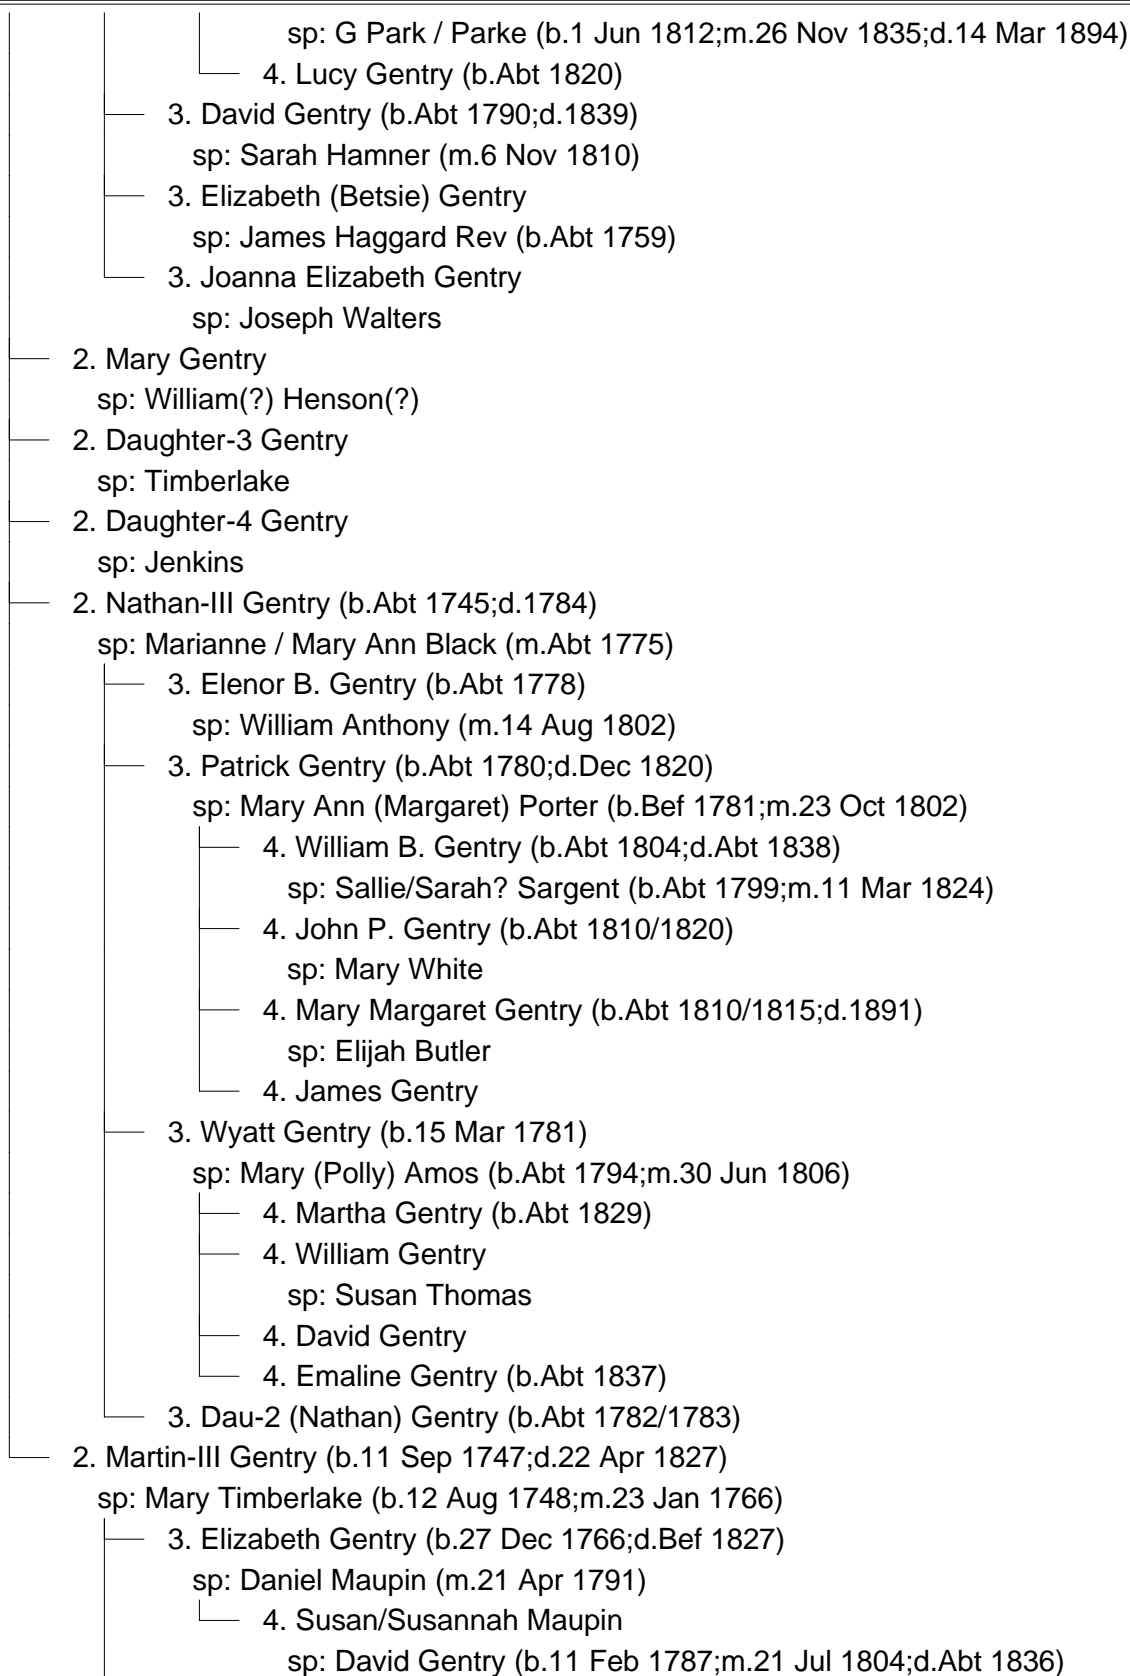 sp: G Park / Parke (b.1 Jun 1812;m.26 Nov 1835;d.14 Mar 1894)
4. Lucy Gentry (b.Abt 1820)
3. David Gentry (b.Abt 1790;d.1839)
sp: Sarah Hamner (m.6 Nov 1810)
3. Elizabeth (Betsie) Gentry
sp: James Haggard Rev (b.Abt 1759)
3. Joanna Elizabeth Gentry
sp: Joseph Walters
2. Mary Gentry
sp: William(?) Henson(?)
2. Daughter-3 Gentry
sp: Timberlake
2. Daughter-4 Gentry
sp: Jenkins
2. Nathan-III Gentry (b.Abt 1745;d.1784)
sp: Marianne / Mary Ann Black (m.Abt 1775)
3. Elenor B. Gentry (b.Abt 1778)
sp: William Anthony (m.14 Aug 1802)
3. Patrick Gentry (b.Abt 1780;d.Dec 1820)
sp: Mary Ann (Margaret) Porter (b.Bef 1781;m.23 Oct 1802)
4. William B. Gentry (b.Abt 1804;d.Abt 1838)
sp: Sallie/Sarah? Sargent (b.Abt 1799;m.11 Mar 1824)
4. John P. Gentry (b.Abt 1810/1820)
sp: Mary White
4. Mary Margaret Gentry (b.Abt 1810/1815;d.1891)
sp: Elijah Butler
4. James Gentry
3. Wyatt Gentry (b.15 Mar 1781)
sp: Mary (Polly) Amos (b.Abt 1794;m.30 Jun 1806)
4. Martha Gentry (b.Abt 1829)
4. William Gentry
sp: Susan Thomas
4. David Gentry
4. Emaline Gentry (b.Abt 1837)
3. Dau-2 (Nathan) Gentry (b.Abt 1782/1783)
2. Martin-III Gentry (b.11 Sep 1747;d.22 Apr 1827)
sp: Mary Timberlake (b.12 Aug 1748;m.23 Jan 1766)
3. Elizabeth Gentry (b.27 Dec 1766;d.Bef 1827)
sp: Daniel Maupin (m.21 Apr 1791)
4. Susan/Susannah Maupin
sp: David Gentry (b.11 Feb 1787;m.21 Jul 1804;d.Abt 1836)